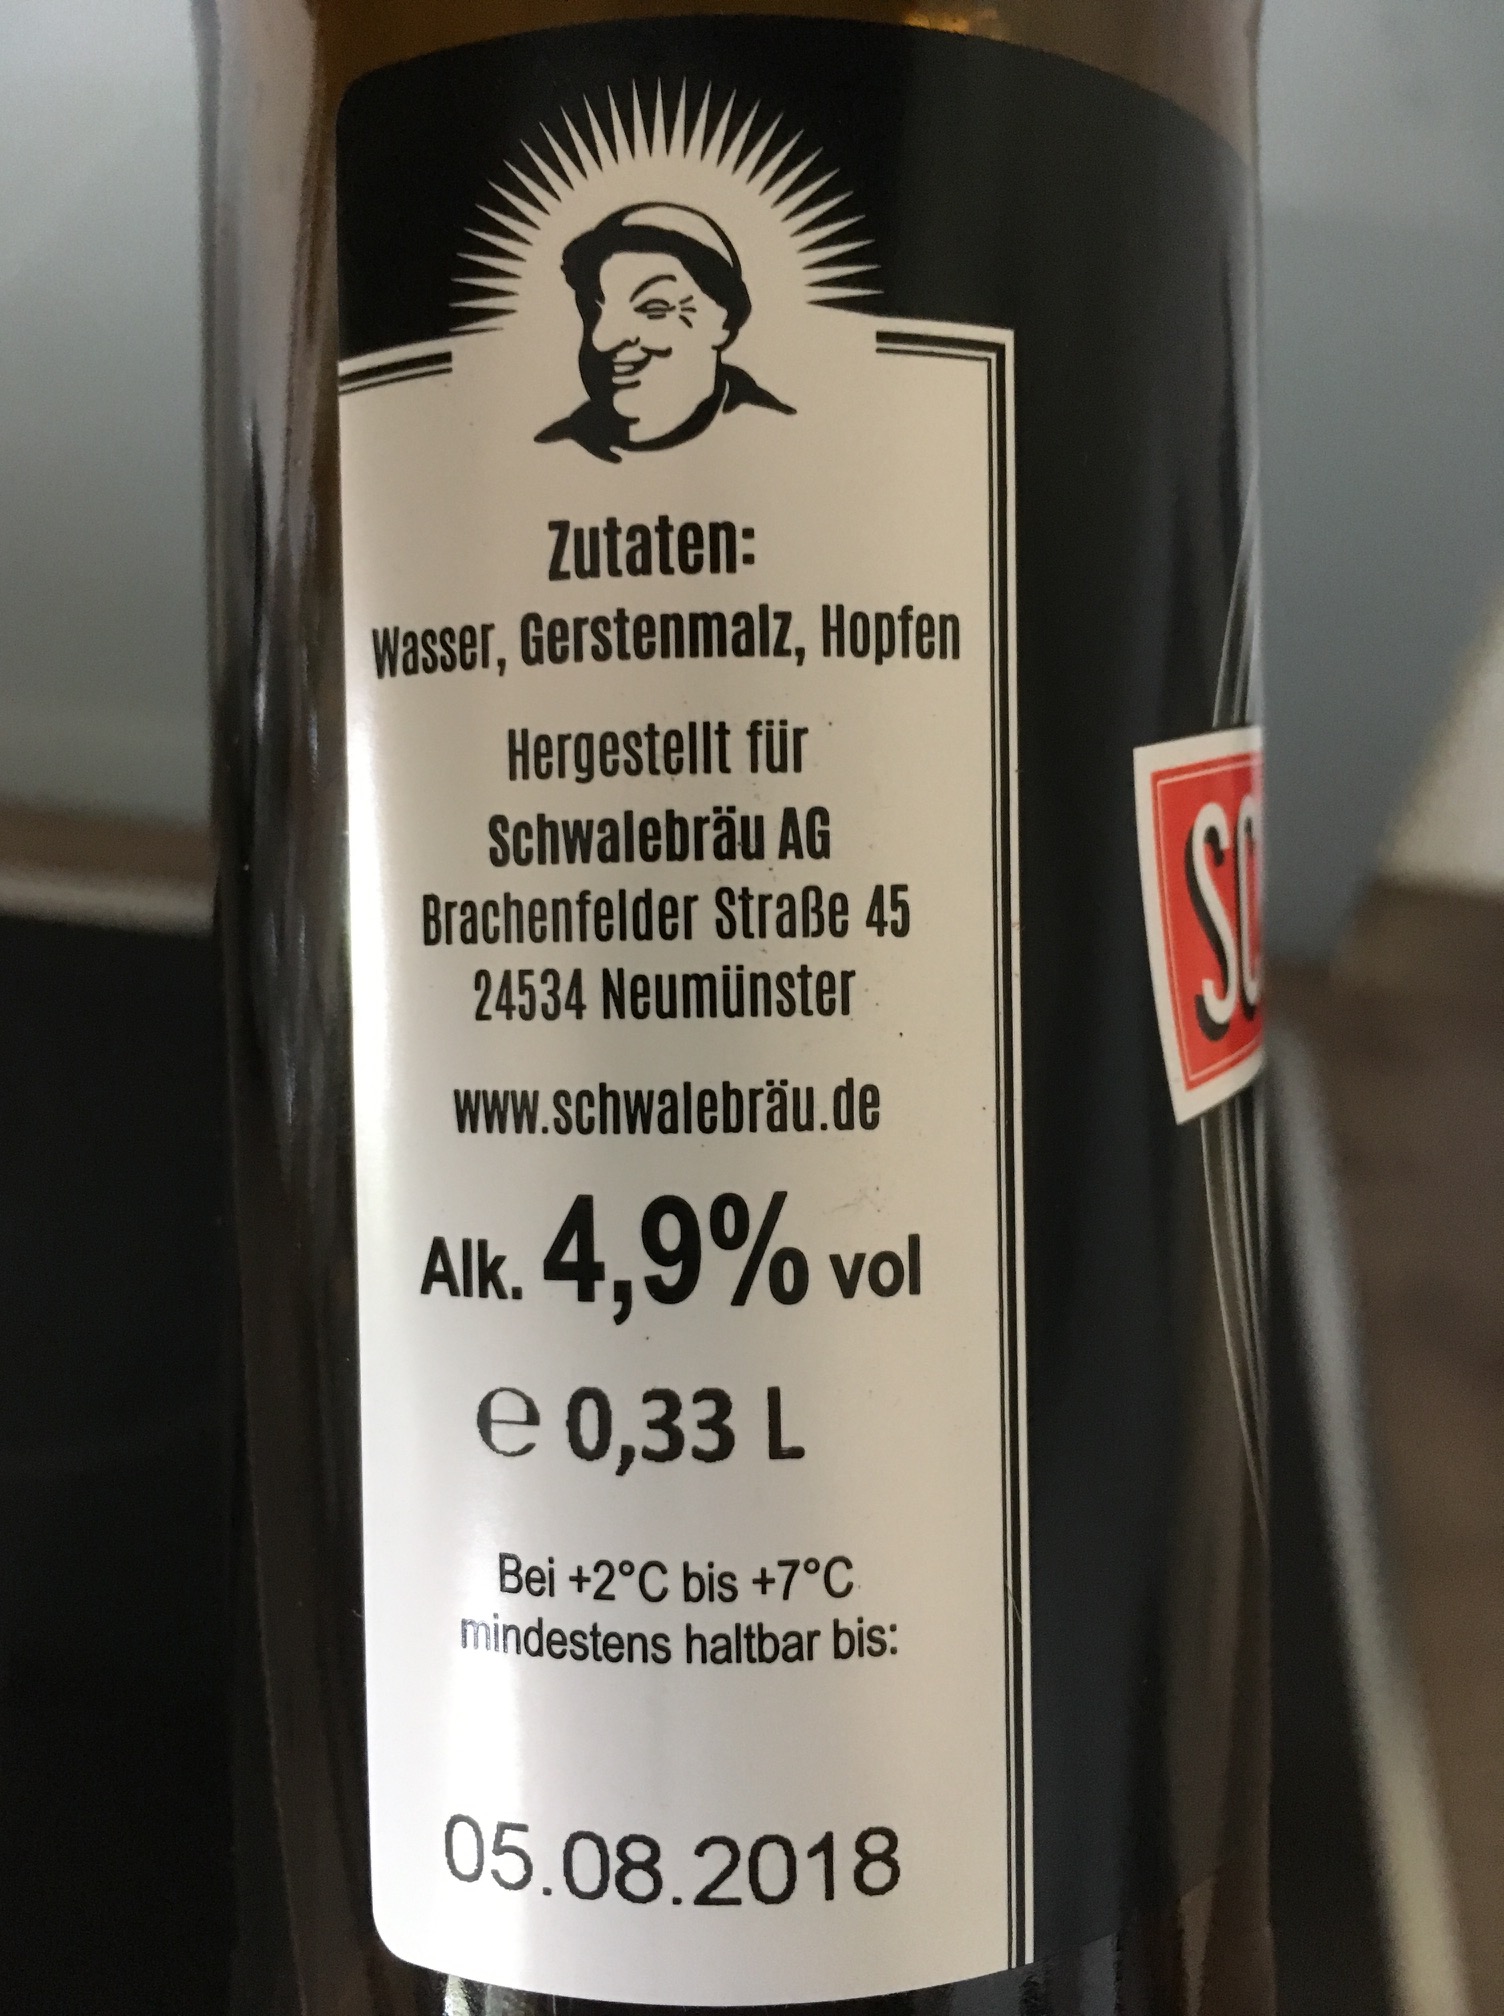 Zutaten:
Wasser, Gerstenmalz, Hopfen
Hergestellt für
Schwalebräu AG
Brachenfelder Straße 45
24534 Neumünster
www.schwalebräu.de
Alk. 4,9% vol
℮ 0,33 L
Bei +2°C bis +7°C
mindestens haltbar bis:
05.08.2018